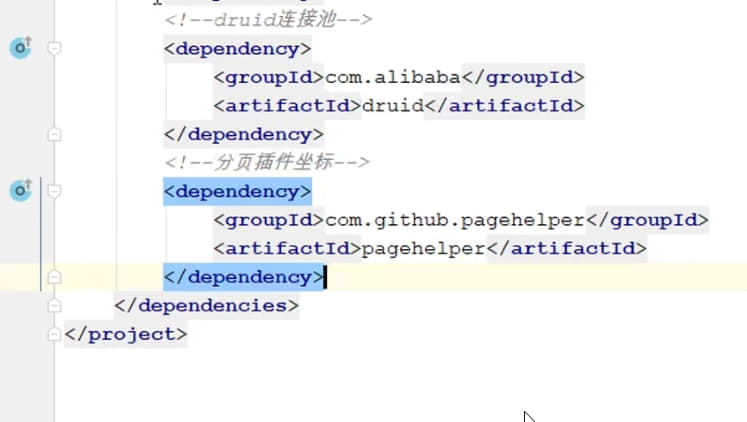 <!--druid连接池-->
<dependency>
<groupId>com.alibaba</groupId>
<artifactId>druid</artifactId>
</dependency>
<!--分页插件坐标-->
<dependency>
<groupId>com.github.pagehelper</groupId>
<artifactId>pagehelper</artifactId>
</dependency>
</dependencies>
</project>